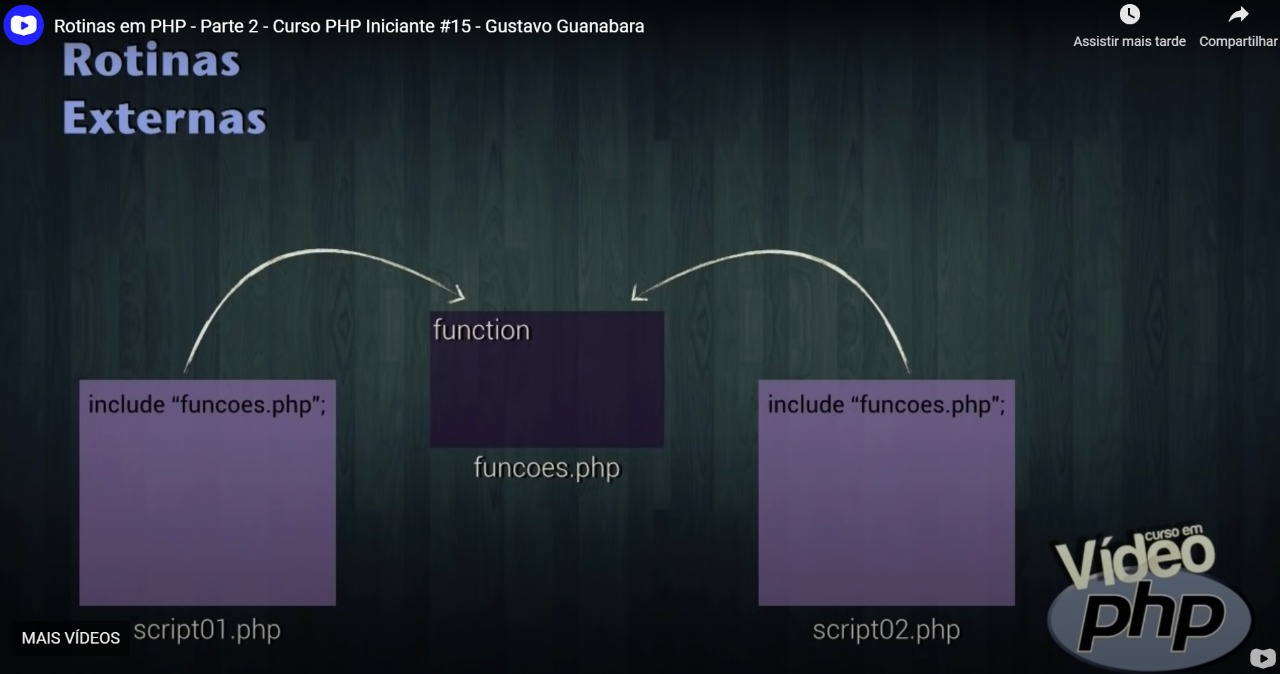 Rotinas em PHP - Parte 2 - Curso PHP Iniciante #15 - Gustavo Guanabara
Assistir mais tarde
Compartilhar
Rotinas
Externas
function
include “funcoes.php”;
include “funcoes.php”;
funcoes.php
curso em
Vídeo
php
MAIS VÍDEOS
script01.php
script02.php